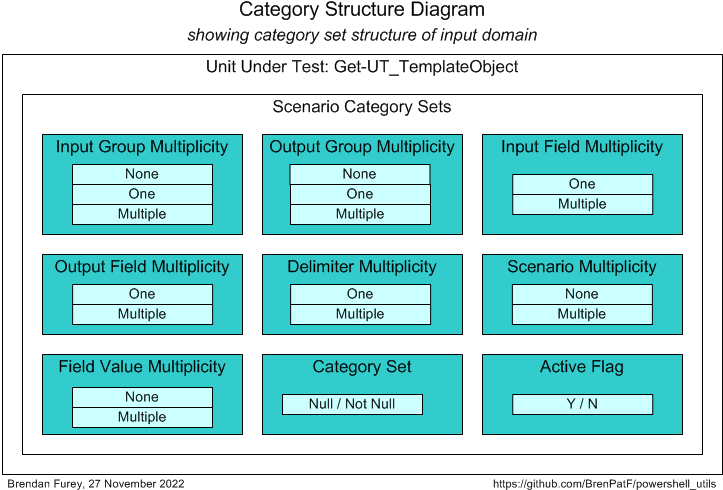 Category Structure Diagram
showing category set structure of input domain
Unit Under Test: Get-UT_TemplateObject
Scenario Category Sets
Input Group Multiplicity
None
One
Multiple
Output Group Multiplicity
None
One
Multiple
Input Field Multiplicity
One
Multiple
Output Field Multiplicity
One
Multiple
Delimiter Multiplicity
One
Multiple
Scenario Multiplicity
None
Multiple
Field Value Multiplicity
None
Multiple
Category Set
Null / Not Null
Active Flag
Y / N
Brendan Furey, 27 November 2022
https://github.com/BrenPatF/powershell_utils